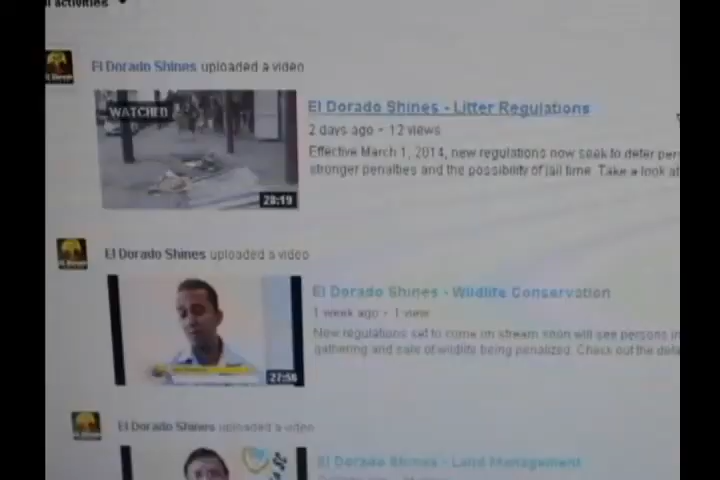 activities
El Dorado Shines uploaded a video
WATCHED
28:19
El Dorado Shines - Litter Regulations
2 days ago • 12 views
Effective March 1, 2014, new regulations now seek to deter per
stronger penalties and the possibility of jail time. Take a look at
El Dorado Shines uploaded a video
27:56
El Dorado Shines - Wildlife Conservation
1 week ago • 1 view
New regulations set to come on stream soon will see persons in
gathering and sale of wildlife being penalized. Check out the deta
El Dorado Shines uploaded a video
El Dorado Shines - Land Management